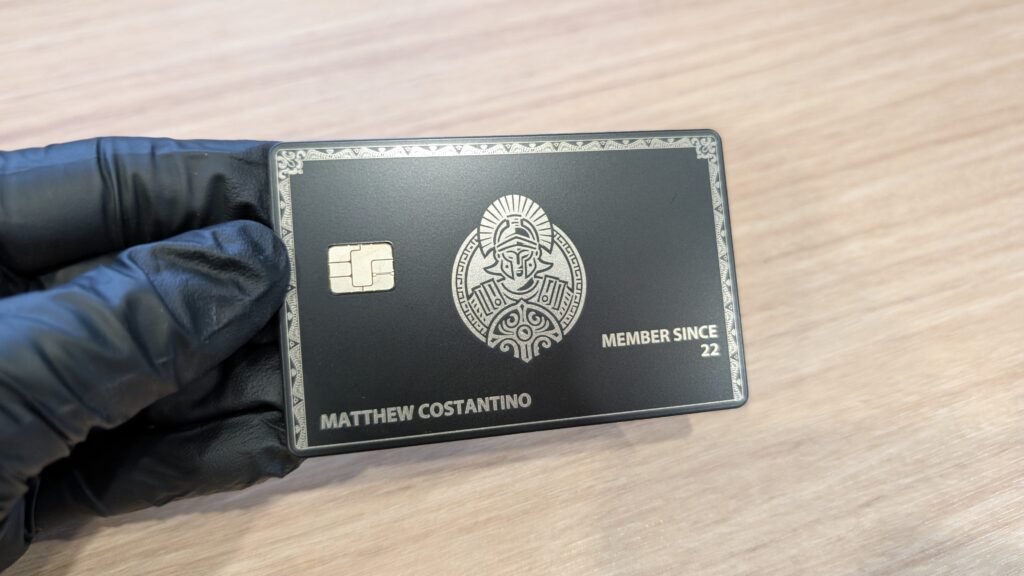 MEMBER SINCE
22
MATTHEW COSTANTINO